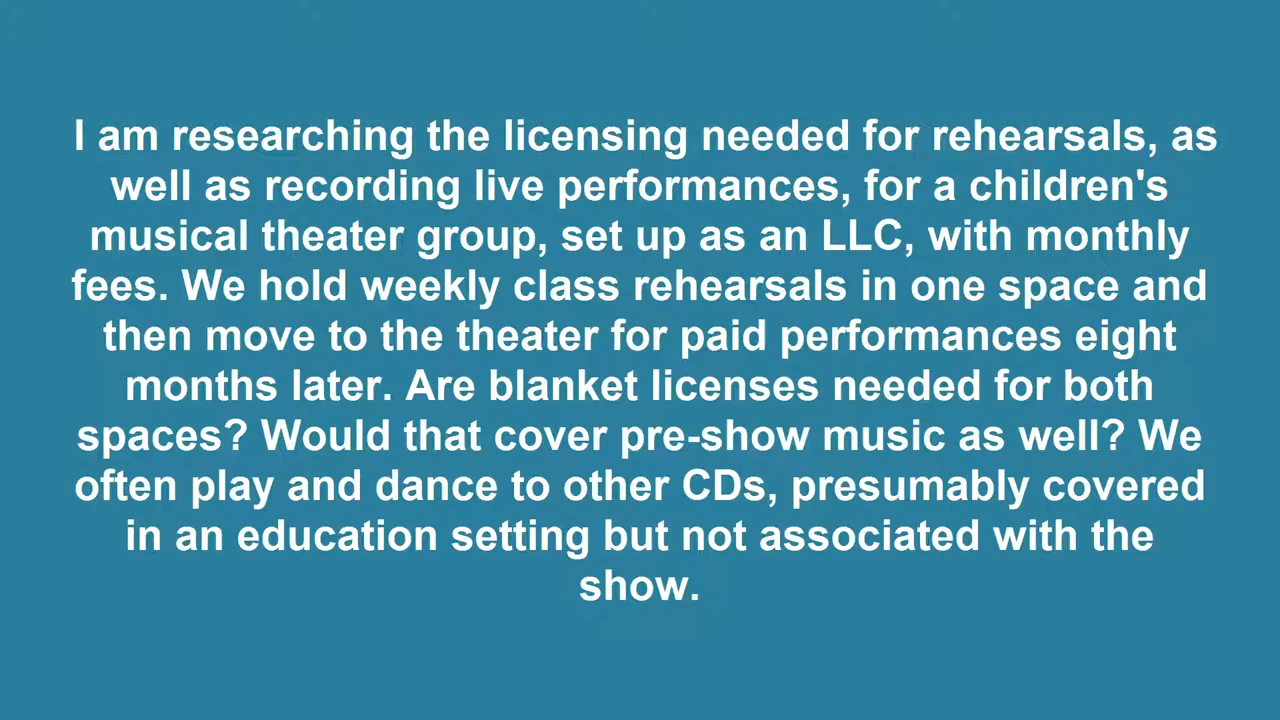 I am researching the licensing needed for rehearsals, as
well as recording live performances, for a children's
musical theater group, set up as an LLC, with monthly
fees. We hold weekly class rehearsals in one space and
then move to the theater for paid performances eight
months later. Are blanket licenses needed for both
spaces? Would that cover pre-show music as well? We
often play and dance to other CDs, presumably covered
in an education setting but not associated with the
show.